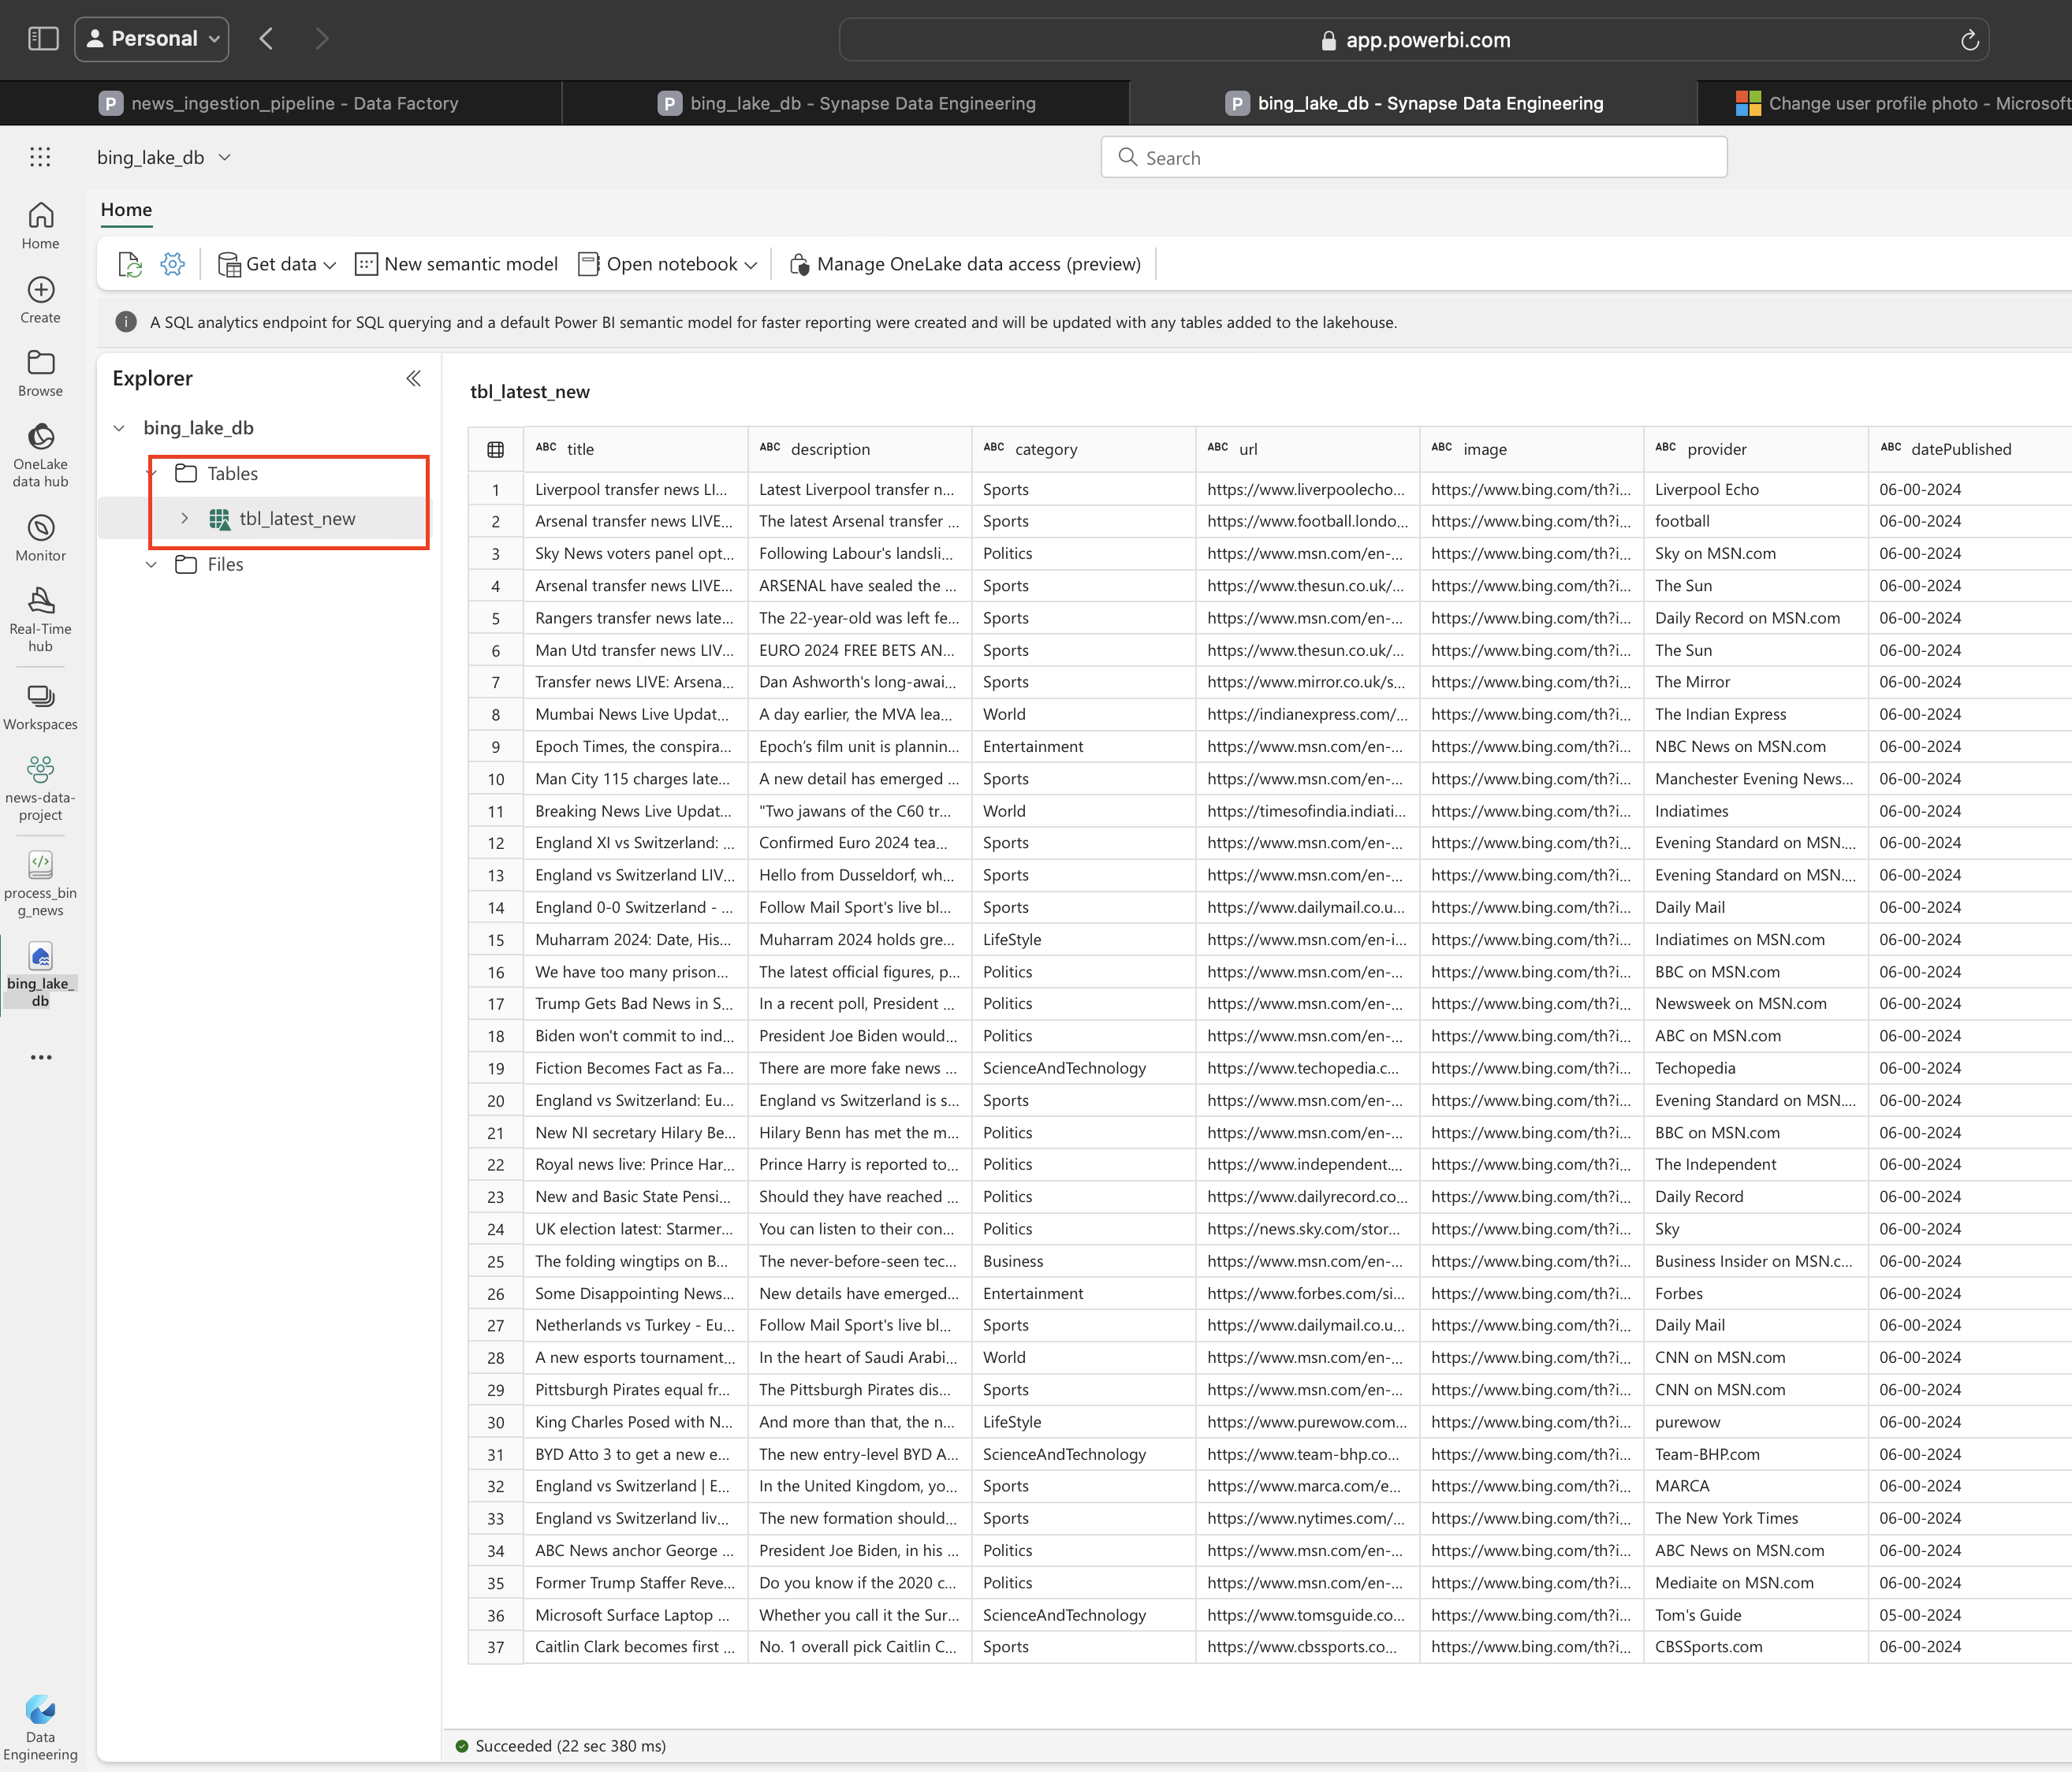 Personal
app.powerbi.com
P news_ingestion_pipeline - Data Factory
P bing_lake_db - Synapse Data Engineering
P bing_lake_db - Synapse Data Engineering
Change user profile photo - Microsoft
bing_lake_db
Search
Home
Create
Browse
OneLake
data hub
Monitor
Real-Time
hub
Workspaces
news-data-
project
process_bin
g_news
bing_lake_
db
Data
Engineering
Home
Get data
New semantic model
Open notebook
Manage OneLake data access (preview)
A SQL analytics endpoint for SQL querying and a default Power BI semantic model for faster reporting were created and will be updated with any tables added to the lakehouse.
Explorer
bing_lake_db
Tables
tbl_latest_new
Files
tbl_latest_new
ABC title ABC description ABC category ABC url ABC image ABC provider ABC datePublished
1 Liverpool transfer news LI... Latest Liverpool transfer n... Sports https://www.liverpoolecho... https://www.bing.com/th?i... Liverpool Echo 06-00-2024
2 Arsenal transfer news LIVE... The latest Arsenal transfer ... Sports https://www.football.londo... https://www.bing.com/th?i... football 06-00-2024
3 Sky News voters panel opt... Following Labour's landsli... Politics https://www.msn.com/en-... https://www.bing.com/th?i... Sky on MSN.com 06-00-2024
4 Arsenal transfer news LIVE... ARSENAL have sealed the ... Sports https://www.thesun.co.uk/... https://www.bing.com/th?i... The Sun 06-00-2024
5 Rangers transfer news late... The 22-year-old was left fe... Sports https://www.msn.com/en-... https://www.bing.com/th?i... Daily Record on MSN.com 06-00-2024
6 Man Utd transfer news LIV... EURO 2024 FREE BETS AN... Sports https://www.thesun.co.uk/... https://www.bing.com/th?i... The Sun 06-00-2024
7 Transfer news LIVE: Arsena... Dan Ashworth's long-awai... Sports https://www.mirror.co.uk/s... https://www.bing.com/th?i... The Mirror 06-00-2024
8 Mumbai News Live Updat... A day earlier, the MVA lea... World https://indianexpress.com/... https://www.bing.com/th?i... The Indian Express 06-00-2024
9 Epoch Times, the conspira... Epoch’s film unit is plannin... Entertainment https://www.msn.com/en-... https://www.bing.com/th?i... NBC News on MSN.com 06-00-2024
10 Man City 115 charges late... A new detail has emerged ... Sports https://www.msn.com/en-... https://www.bing.com/th?i... Manchester Evening News... 06-00-2024
11 Breaking News Live Updat... "Two jawans of the C60 tr... World https://timesofindia.indiati... https://www.bing.com/th?i... Indiatimes 06-00-2024
12 England XI vs Switzerland: ... Confirmed Euro 2024 tea... Sports https://www.msn.com/en-... https://www.bing.com/th?i... Evening Standard on MSN.... 06-00-2024
13 England vs Switzerland LIV... Hello from Dusseldorf, wh... Sports https://www.msn.com/en-... https://www.bing.com/th?i... Evening Standard on MSN.... 06-00-2024
14 England 0-0 Switzerland - ... Follow Mail Sport's live bl... Sports https://www.dailymail.co.u... https://www.bing.com/th?i... Daily Mail 06-00-2024
15 Muharram 2024: Date, His... Muharram 2024 holds gre... LifeStyle https://www.msn.com/en-i... https://www.bing.com/th?i... Indiatimes on MSN.com 06-00-2024
16 We have too many prison... The latest official figures, p... Politics https://www.msn.com/en-... https://www.bing.com/th?i... BBC on MSN.com 06-00-2024
17 Trump Gets Bad News in S... In a recent poll, President ... Politics https://www.msn.com/en-... https://www.bing.com/th?i... Newsweek on MSN.com 06-00-2024
18 Biden won't commit to ind... President Joe Biden would... Politics https://www.msn.com/en-... https://www.bing.com/th?i... ABC on MSN.com 06-00-2024
19 Fiction Becomes Fact as Fa... There are more fake news ... ScienceAndTechnology https://www.techopedia.c... https://www.bing.com/th?i... Techopedia 06-00-2024
20 England vs Switzerland: Eu... England vs Switzerland is s... Sports https://www.msn.com/en-... https://www.bing.com/th?i... Evening Standard on MSN.... 06-00-2024
21 New NI secretary Hilary Be... Hilary Benn has met the m... Politics https://www.msn.com/en-... https://www.bing.com/th?i... BBC on MSN.com 06-00-2024
22 Royal news live: Prince Har... Prince Harry is reported to... Politics https://www.independent.... https://www.bing.com/th?i... The Independent 06-00-2024
23 New and Basic State Pensi... Should they have reached ... Politics https://www.dailyrecord.co... https://www.bing.com/th?i... Daily Record 06-00-2024
24 UK election latest: Starmer... You can listen to their con... Politics https://news.sky.com/stor... https://www.bing.com/th?i... Sky 06-00-2024
25 The folding wingtips on B... The never-before-seen tec... Business https://www.msn.com/en-... https://www.bing.com/th?i... Business Insider on MSN.c... 06-00-2024
26 Some Disappointing News... New details have emerged... Entertainment https://www.forbes.com/si... https://www.bing.com/th?i... Forbes 06-00-2024
27 Netherlands vs Turkey - Eu... Follow Mail Sport's live bl... Sports https://www.dailymail.co.u... https://www.bing.com/th?i... Daily Mail 06-00-2024
28 A new esports tournament... In the heart of Saudi Arabi... World https://www.msn.com/en-... https://www.bing.com/th?i... CNN on MSN.com 06-00-2024
29 Pittsburgh Pirates equal fr... The Pittsburgh Pirates dis... Sports https://www.msn.com/en-... https://www.bing.com/th?i... CNN on MSN.com 06-00-2024
30 King Charles Posed with N... And more than that, the n... LifeStyle https://www.purewow.com... https://www.bing.com/th?i... purewow 06-00-2024
31 BYD Atto 3 to get a new e... The new entry-level BYD A... ScienceAndTechnology https://www.team-bhp.co... https://www.bing.com/th?i... Team-BHP.com 06-00-2024
32 England vs Switzerland | E... In the United Kingdom, yo... Sports https://www.marca.com/e... https://www.bing.com/th?i... MARCA 06-00-2024
33 England vs Switzerland liv... The new formation should... Sports https://www.nytimes.com/... https://www.bing.com/th?i... The New York Times 06-00-2024
34 ABC News anchor George ... President Joe Biden, in his ... Politics https://www.msn.com/en-... https://www.bing.com/th?i... ABC News on MSN.com 06-00-2024
35 Former Trump Staffer Reve... Do you know if the 2020 c... Politics https://www.msn.com/en-... https://www.bing.com/th?i... Mediaite on MSN.com 06-00-2024
36 Microsoft Surface Laptop ... Whether you call it the Sur... ScienceAndTechnology https://www.tomsguide.co... https://www.bing.com/th?i... Tom's Guide 05-00-2024
37 Caitlin Clark becomes first ... No. 1 overall pick Caitlin C... Sports https://www.cbssports.co... https://www.bing.com/th?i... CBSSports.com 06-00-2024
Succeeded (22 sec 380 ms)